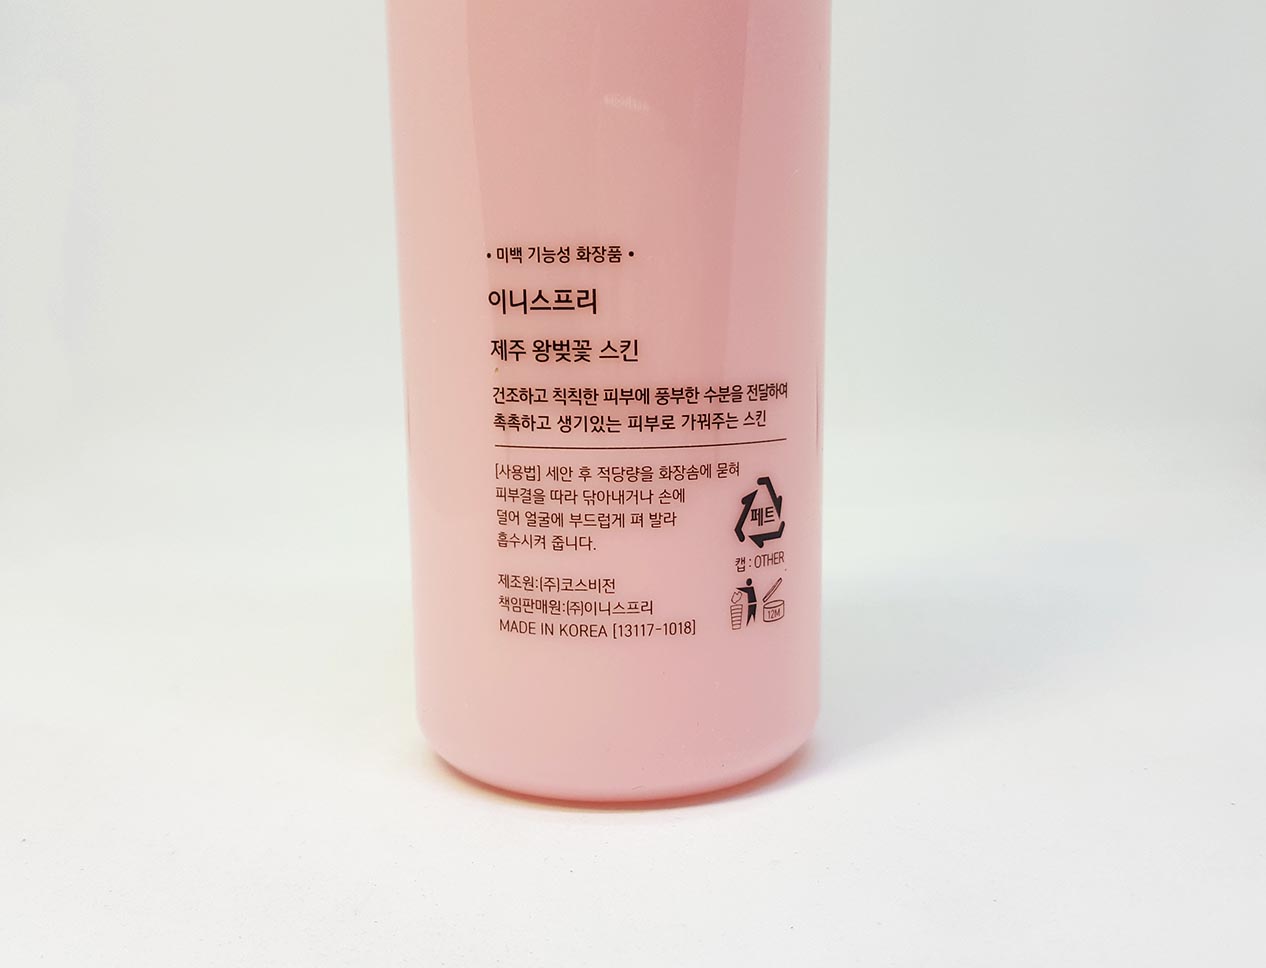 • 미백 기능성 화장품 •
이니스프리
제주 왕벚꽃 스킨
건조하고 칙칙한 피부에 풍부한 수분을 전달하여
촉촉하고 생기있는 피부로 가꿔주는 스킨
[사용법] 세안 후 적당량을 화장솜에 묻혀
피부결을 따라 닦아내거나 손에
덜어 얼굴에 부드럽게 펴 발라
흡수시켜 줍니다.
페트
캡 : OTHER
12M
제조원:(주)코스비전
책임판매원:(주)이니스프리
MADE IN KOREA [13117-1018]